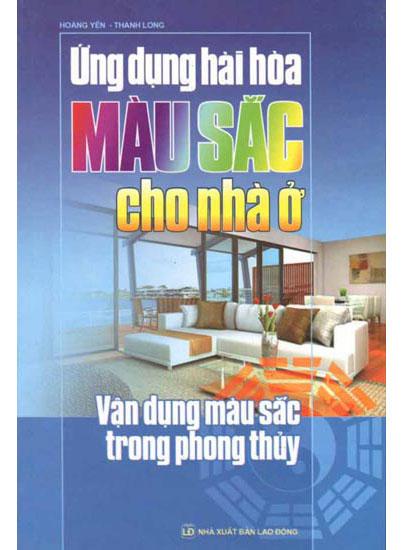 HOÀNG YẾN - THANH LONG
Ứng dụng hài hòa
MÀU SẮC
cho nhà ở
Vận dụng màu sắc
trong phong thủy
LĐ NHÀ XUẤT BẢN LAO ĐỘNG